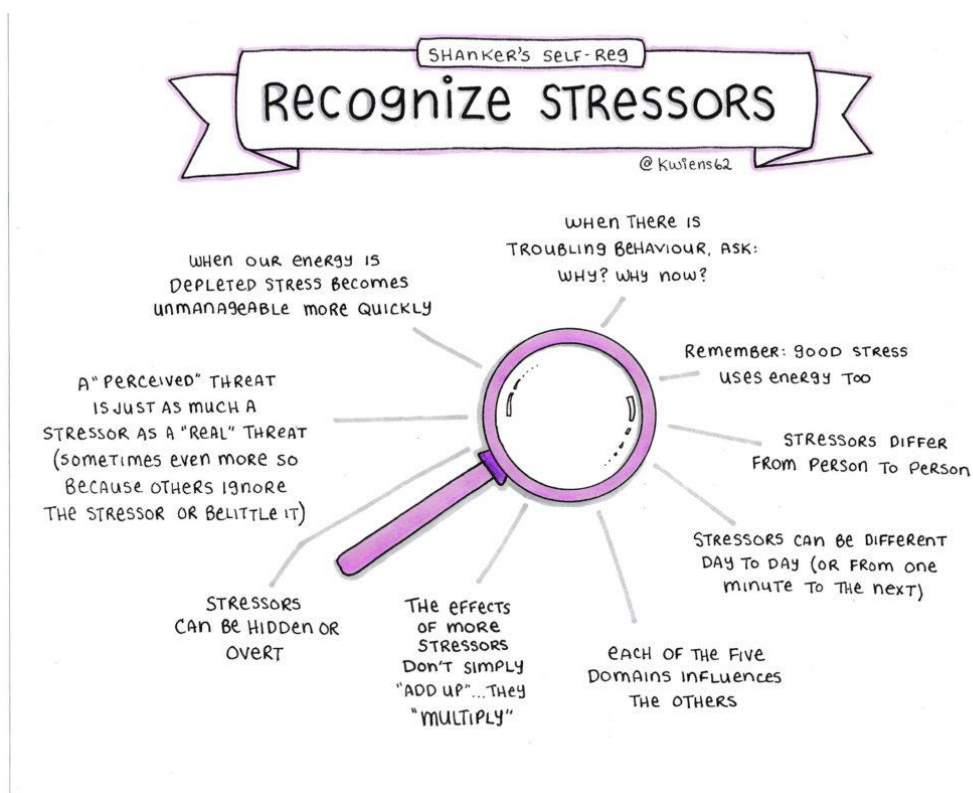 SHANKER'S SELF-REG
RECOGNIZE STRESSORS
@Kwiens62
WHEN THERE IS
TROUBLING BEHAVIOUR, ASK:
WHY? WHY NOW?
REMEMBER: GOOD STRESS
USES ENERGY TOO
STRESSORS DIFFER
FROM PERSON TO PERSON
STRESSORS CAN BE DIFFERENT
DAY TO DAY (OR FROM ONE
MINUTE TO THE NEXT)
EACH OF THE FIVE
DOMAINS INFLUENCES
THE OTHERS
THE EFFECTS
OF MORE
STRESSORS
DON'T SIMPLY
"ADD UP"...THEY
"MULTIPLY"
STRESSORS
CAN BE HIDDEN OR
OVERT
A "PERCEIVED" THREAT
IS JUST AS MUCH A
STRESSOR AS A "REAL" THREAT
(SOMETIMES EVEN MORE SO
BECAUSE OTHERS IGNORE
THE STRESSOR OR BELITTLE IT)
WHEN OUR ENERGY IS
DEPLETED STRESS BECOMES
UNMANAGEABLE MORE QUICKLY